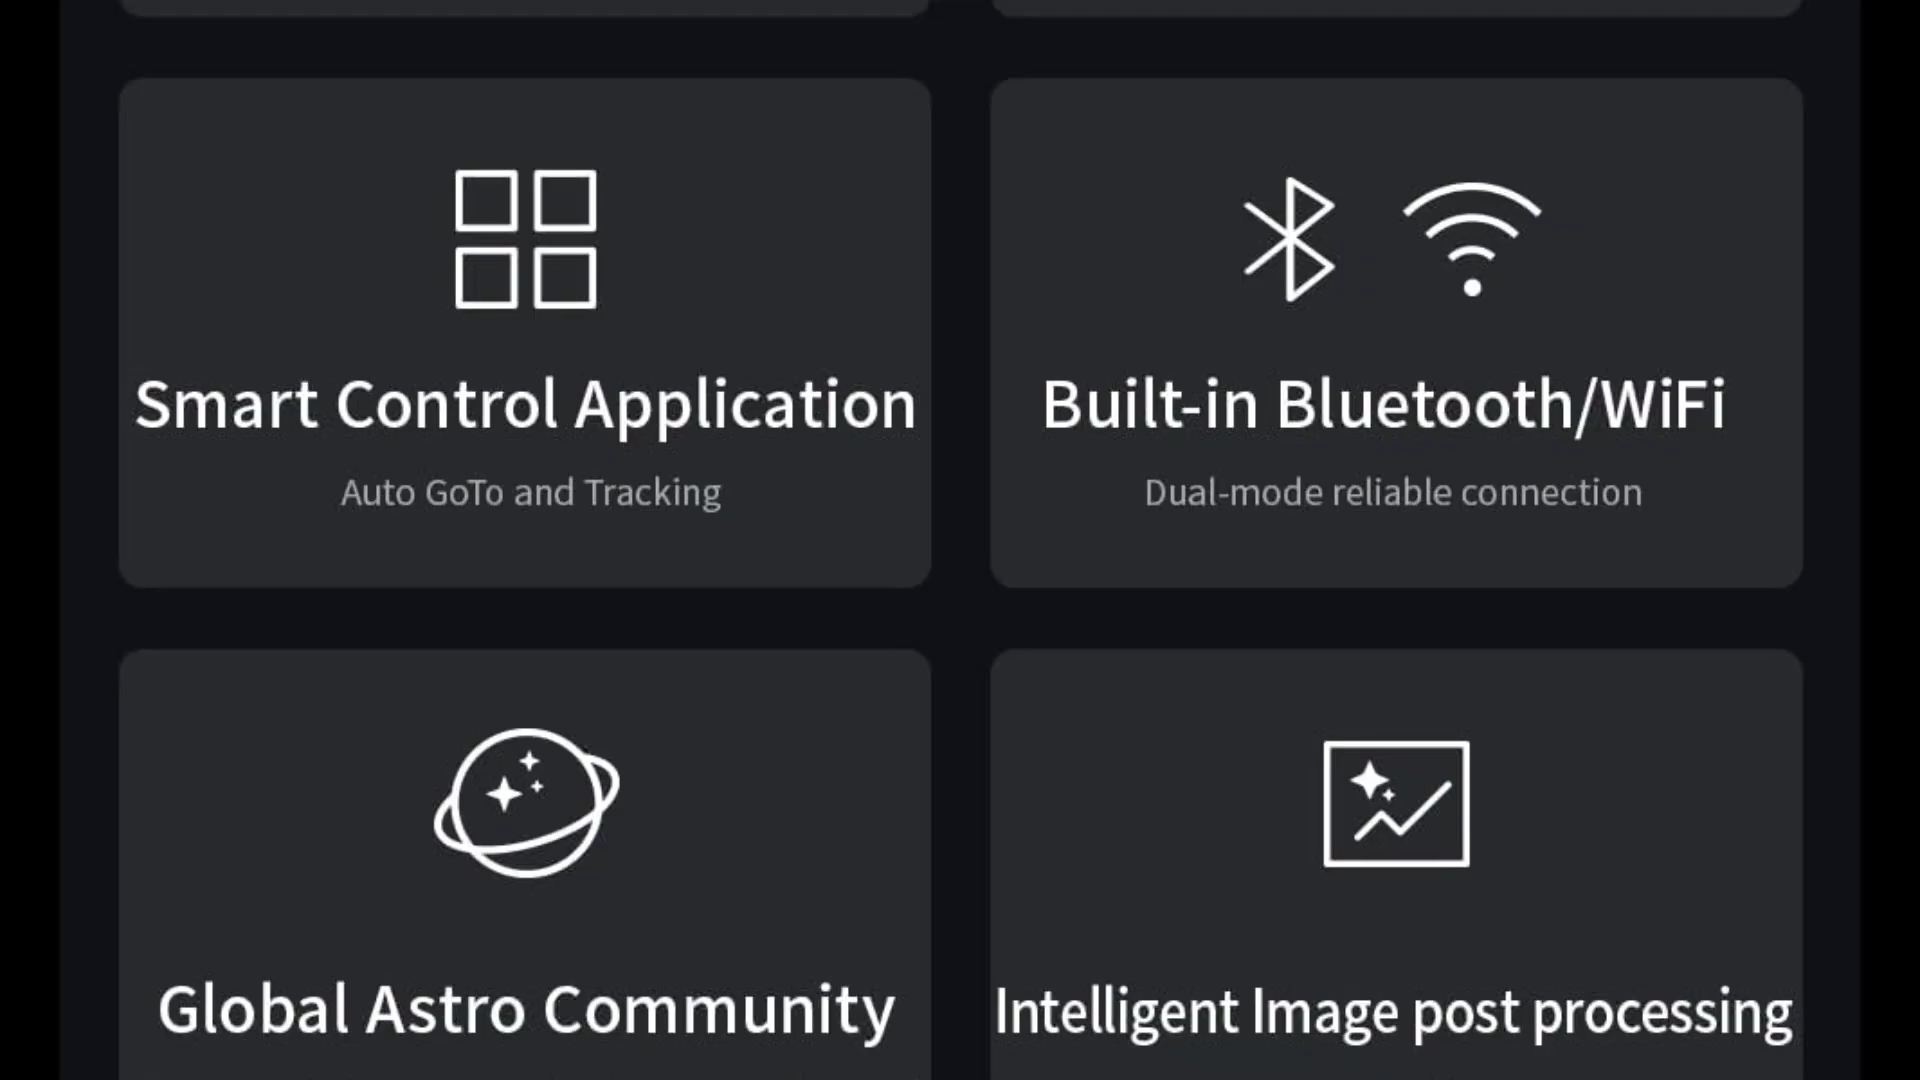 Smart Control Application
Auto GoTo and Tracking
Built-in Bluetooth/WiFi
Dual-mode reliable connection
Global Astro Community
Intelligent Image post processing